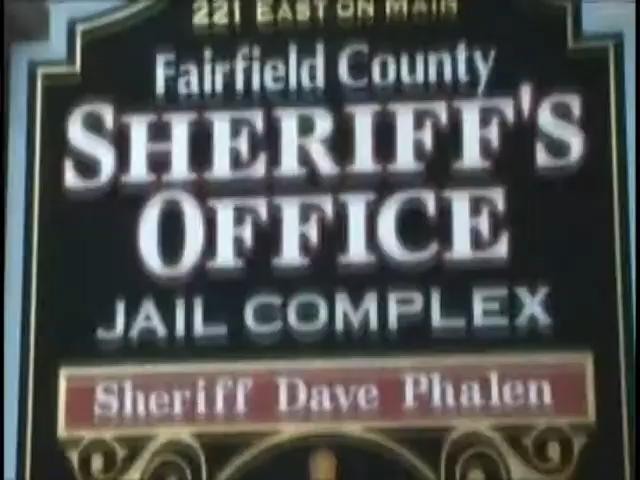 221 EAST ON MAIN
Fairfield County
SHERIFF'S
OFFICE
JAIL COMPLEX
Sheriff Dave Phalen